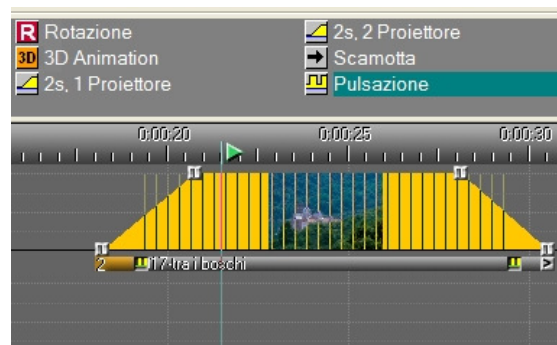 R Rotazione
3D 3D Animation
2s, 1 Proiettore
2s, 2 Proiettore
Scamotta
Pulsazione
0:00:20 0:00:25 0:00:30
2 17-tra i boschi